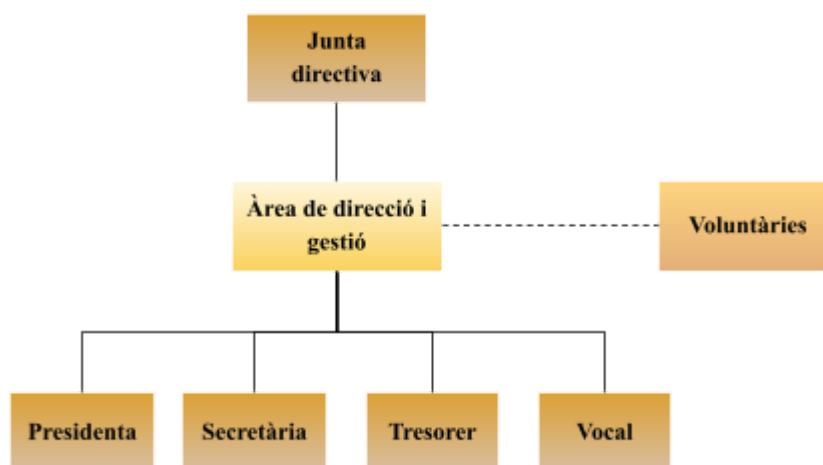 Junta
directiva
Àrea de direcció i
gestió
Voluntàries
Presidenta
Secretària
Tresorer
Vocal